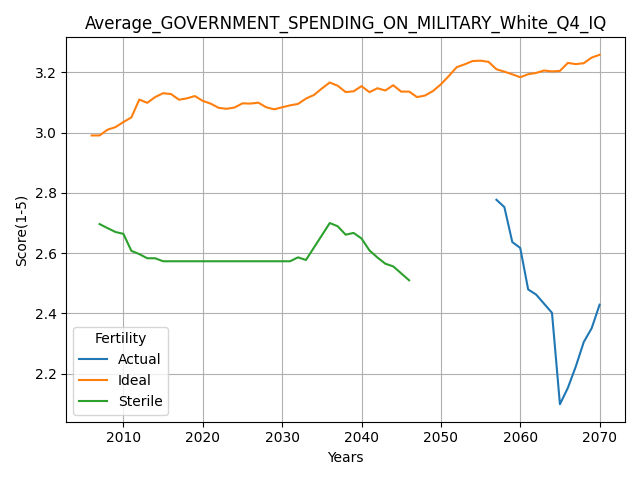 Average_GOVERNMENT_SPENDING_ON_MILITARY_White_Q4_IQ
Score(1-5)
3.2
3.0
2.8
2.6
2.4
2.2
Fertility
Actual
Ideal
Sterile
2010 2020 2030 2040 2050 2060 2070
Years